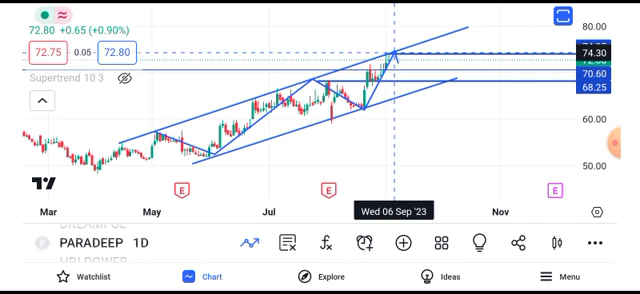 72.80 +0.65 (+0.90%)
80.00
72.75 0.05 72.80
74.30
Supertrend 10 3
70.60
68.25
60.00
50.00
E E E
Mar May Jul Wed 06 Sep '23 Nov
PARADEEP 1D
Watchlist Chart Explore Ideas Menu